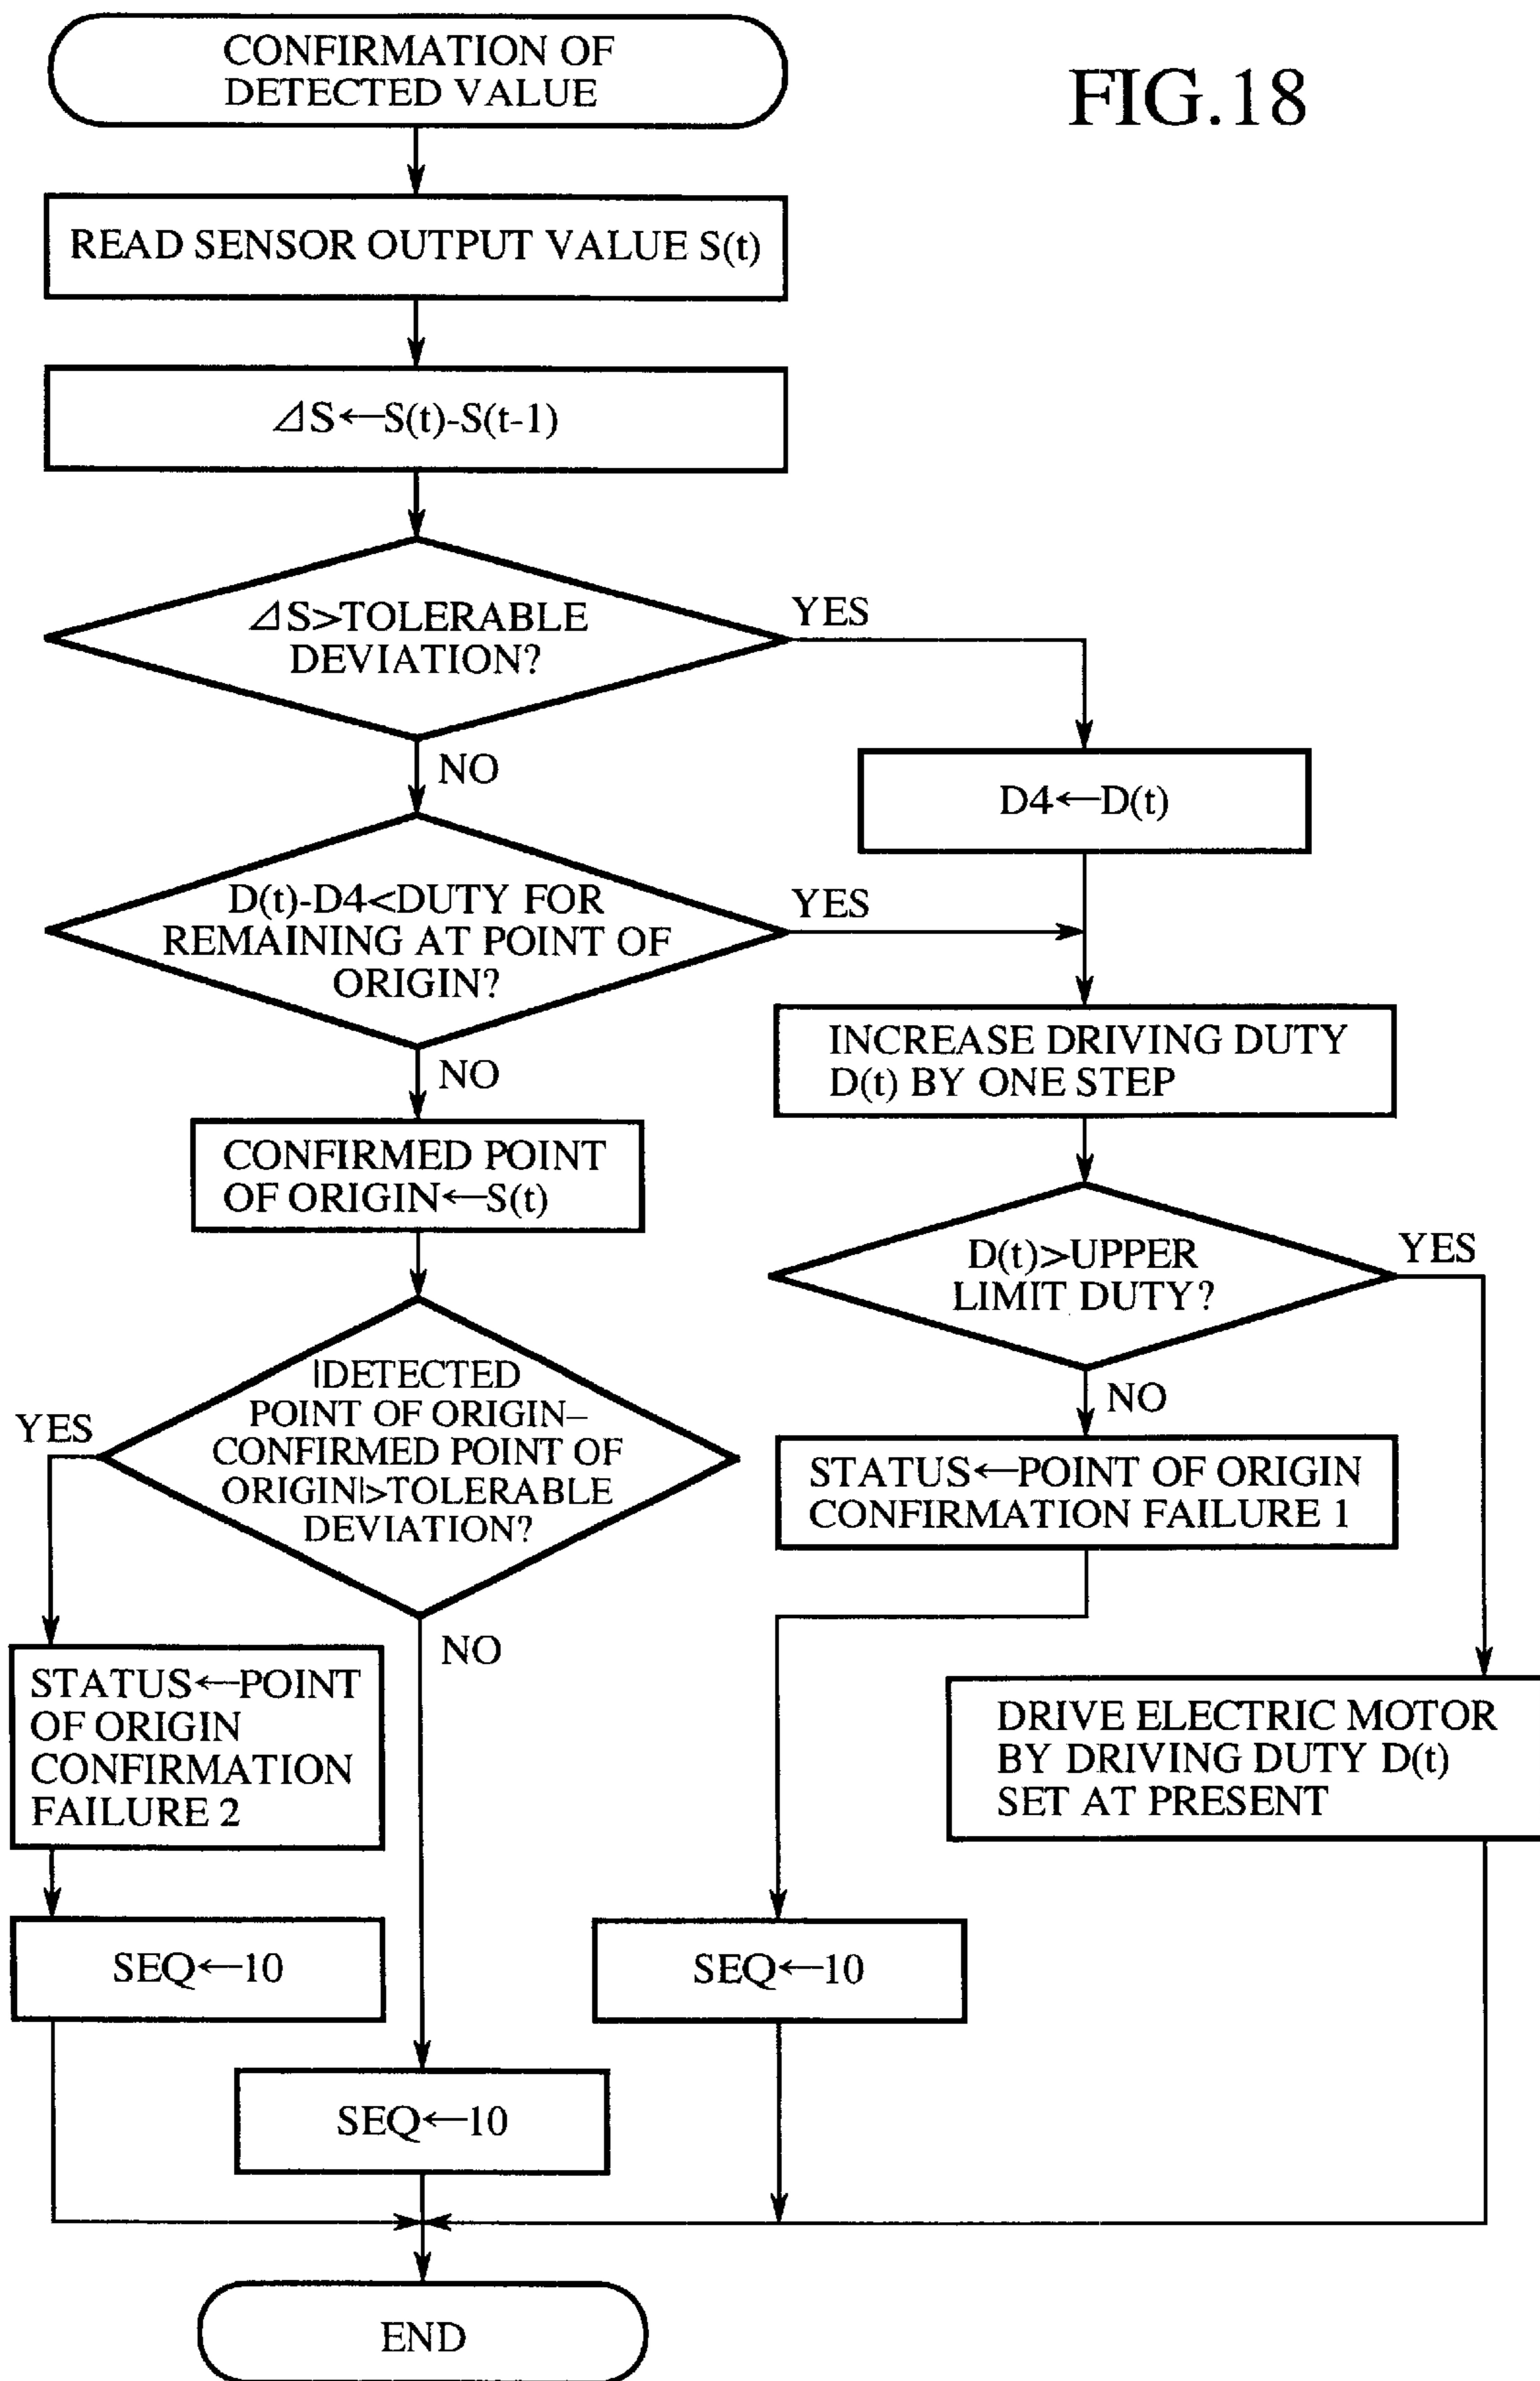 CONFIRMATION OF
DETECTED VALUE
FIG.18
READ SENSOR OUTPUT VALUE S(t)
⊿S←S(t)-S(t-1)
⊿S>TOLERABLE
DEVIATION?
YES
NO
D4←D(t)
D(t)-D4<DUTY FOR
REMAINING AT POINT OF
ORIGIN?
YES
NO
INCREASE DRIVING DUTY
D(t) BY ONE STEP
CONFIRMED POINT
OF ORIGIN←S(t)
D(t)>UPPER
LIMIT DUTY?
YES
NO
|DETECTED
POINT OF ORIGIN–
CONFIRMED POINT OF
ORIGIN|>TOLERABLE
DEVIATION?
YES
NO
STATUS←POINT OF ORIGIN
CONFIRMATION FAILURE 1
STATUS←POINT
OF ORIGIN
CONFIRMATION
FAILURE 2
DRIVE ELECTRIC MOTOR
BY DRIVING DUTY D(t)
SET AT PRESENT
SEQ←10
SEQ←10
SEQ←10
END